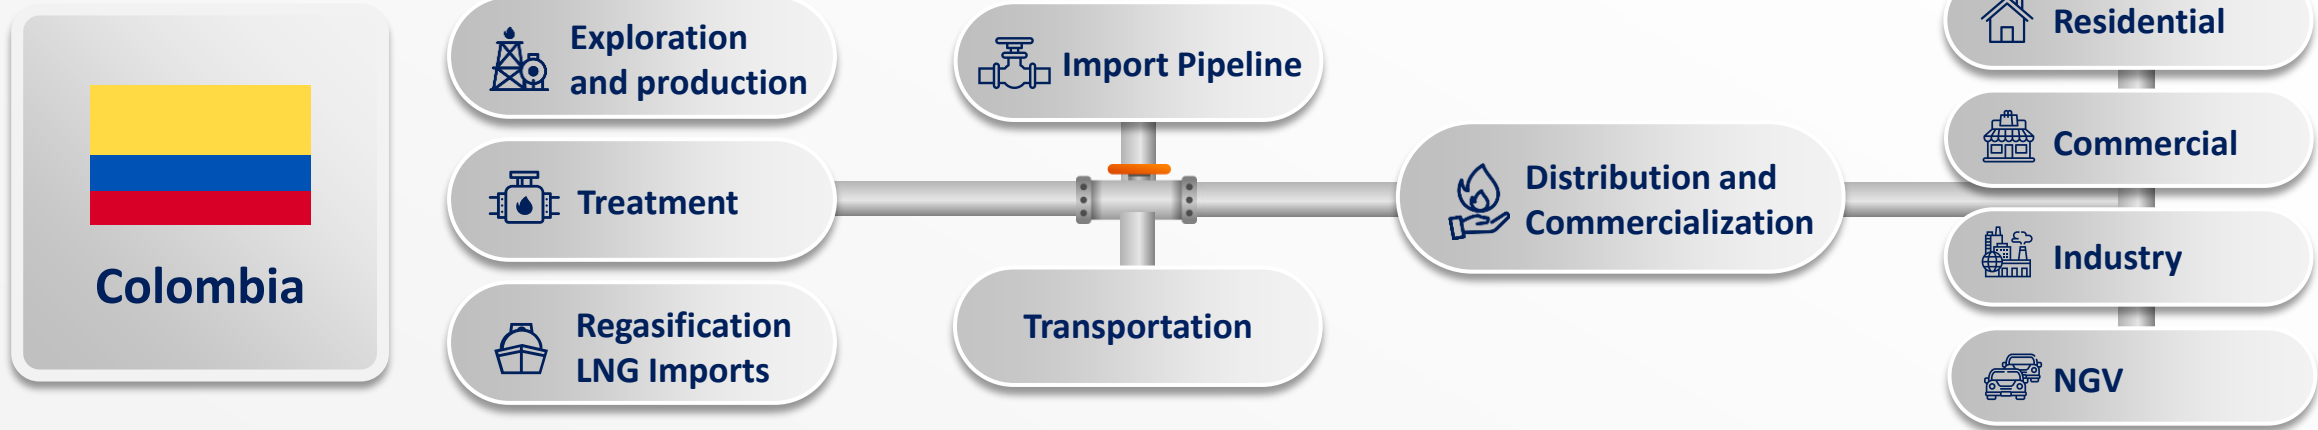 Colombia
Exploration
and production
Treatment
Regasification
LNG Imports
Import Pipeline
Transportation
Distribution and
Commercialization
Residential
Commercial
Industry
NGV